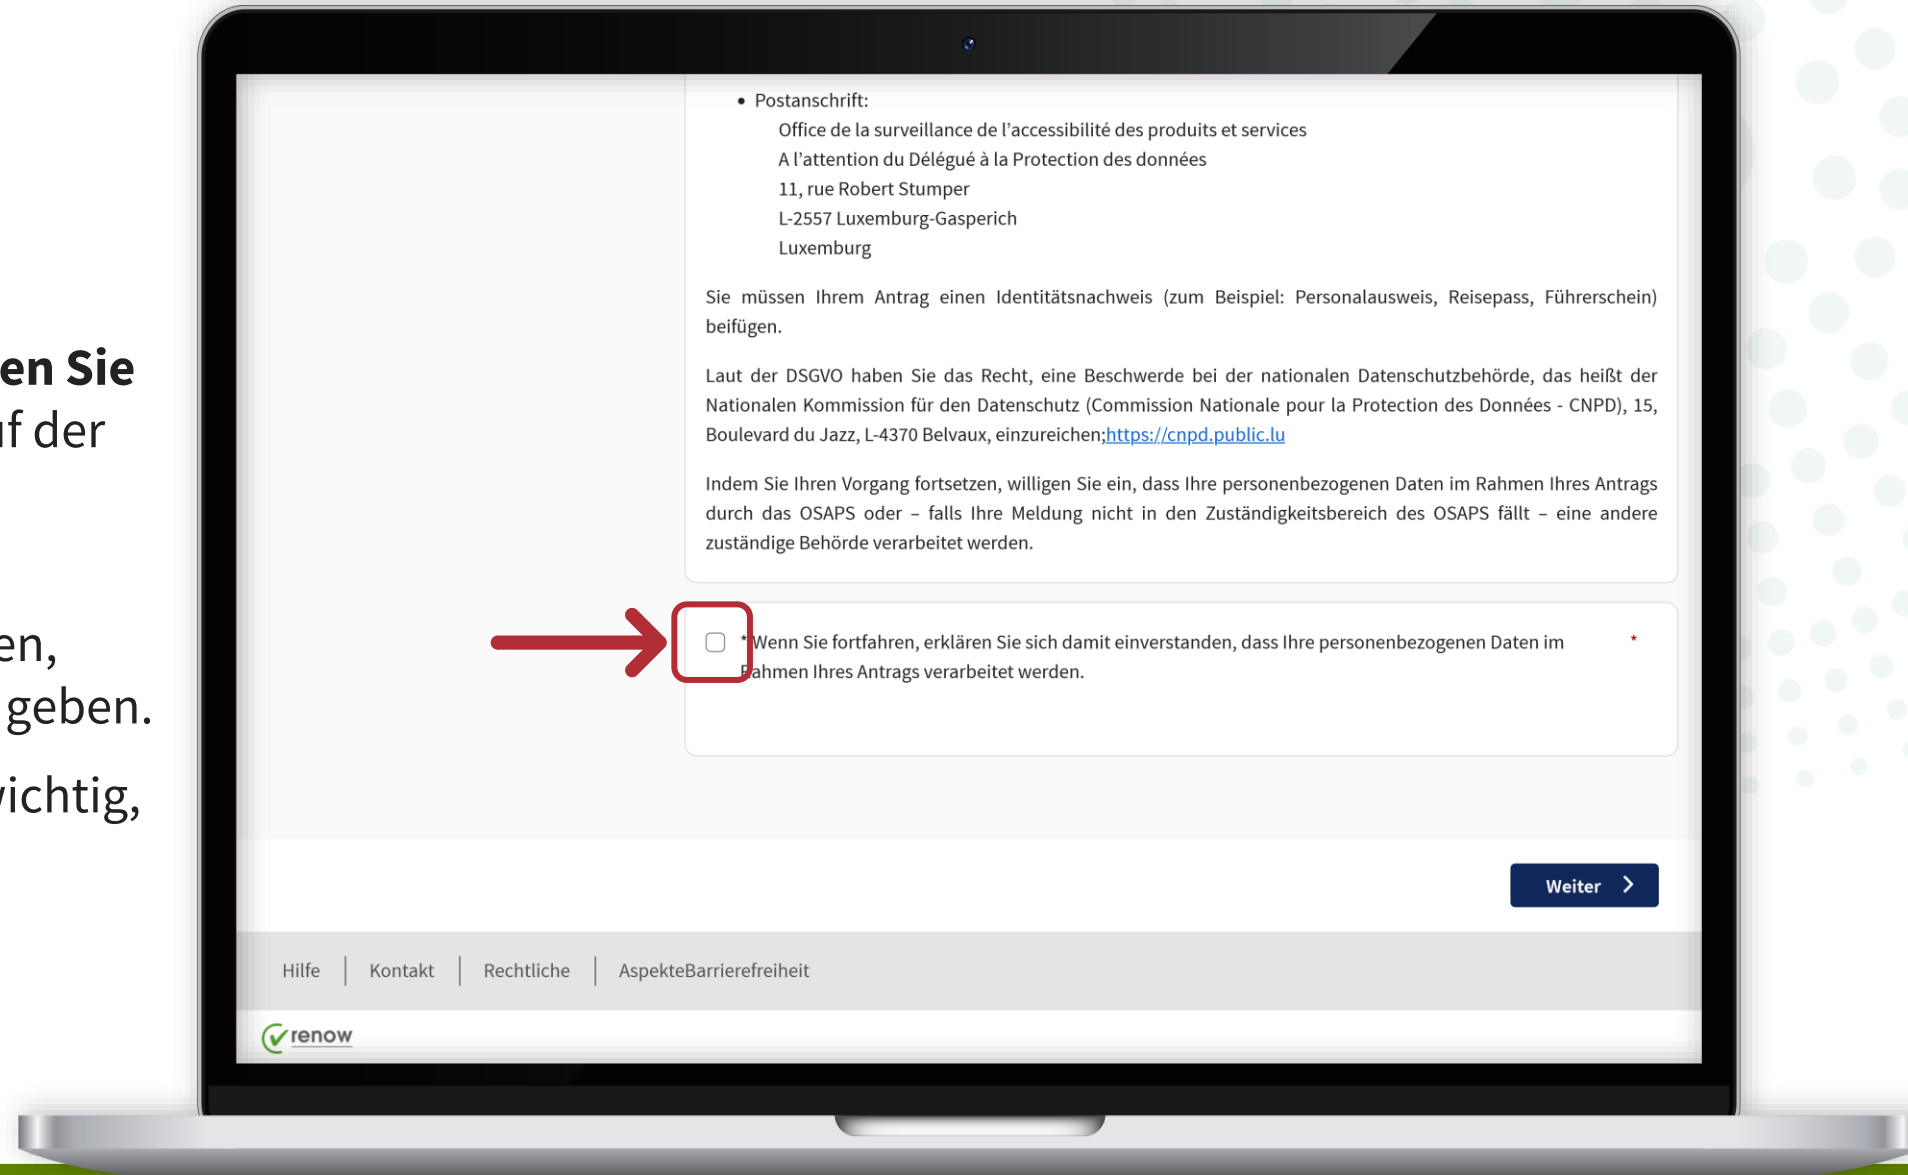 en Sie
f der
en,
geben.
ichtig,
• Postanschrift:
Office de la surveillance de l’accessibilité des produits et services
A l’attention du Délégué à la Protection des données
11, rue Robert Stumper
L-2557 Luxemburg-Gasperich
Luxemburg
Sie müssen Ihrem Antrag einen Identitätsnachweis (zum Beispiel: Personalausweis, Reisepass, Führerschein)
beifügen.
Laut der DSGVO haben Sie das Recht, eine Beschwerde bei der nationalen Datenschutzbehörde, das heißt der
Nationalen Kommission für den Datenschutz (Commission Nationale pour la Protection des Données - CNPD), 15,
Boulevard du Jazz, L-4370 Belvaux, einzureichen;https://cnpd.public.lu
Indem Sie Ihren Vorgang fortsetzen, willigen Sie ein, dass Ihre personenbezogenen Daten im Rahmen Ihres Antrags
durch das OSAPS oder – falls Ihre Meldung nicht in den Zuständigkeitsbereich des OSAPS fällt – eine andere
zuständige Behörde verarbeitet werden.
* Wenn Sie fortfahren, erklären Sie sich damit einverstanden, dass Ihre personenbezogenen Daten im *
Rahmen Ihres Antrags verarbeitet werden.
Weiter
Hilfe | Kontakt | Rechtliche | AspekteBarrierefreiheit
renow